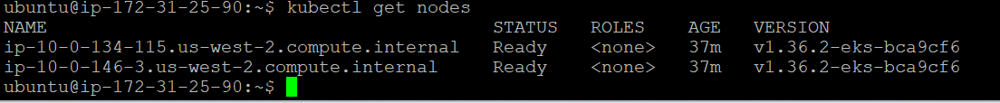 ubuntu@ip-172-31-25-90:~$ kubectl get nodes
NAME STATUS ROLES AGE VERSION
ip-10-0-134-115.us-west-2.compute.internal Ready <none> 37m v1.36.2-eks-bca9cf6
ip-10-0-146-3.us-west-2.compute.internal Ready <none> 37m v1.36.2-eks-bca9cf6
ubuntu@ip-172-31-25-90:~$